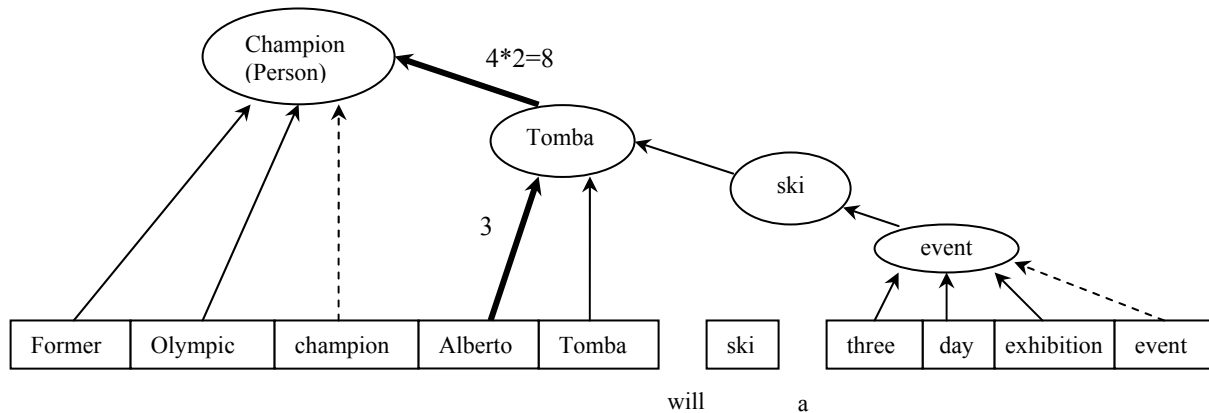 Champion
(Person)
4*2=8
Tomba
ski
3
event
Former Olympic champion Alberto Tomba ski three day exhibition event
will a